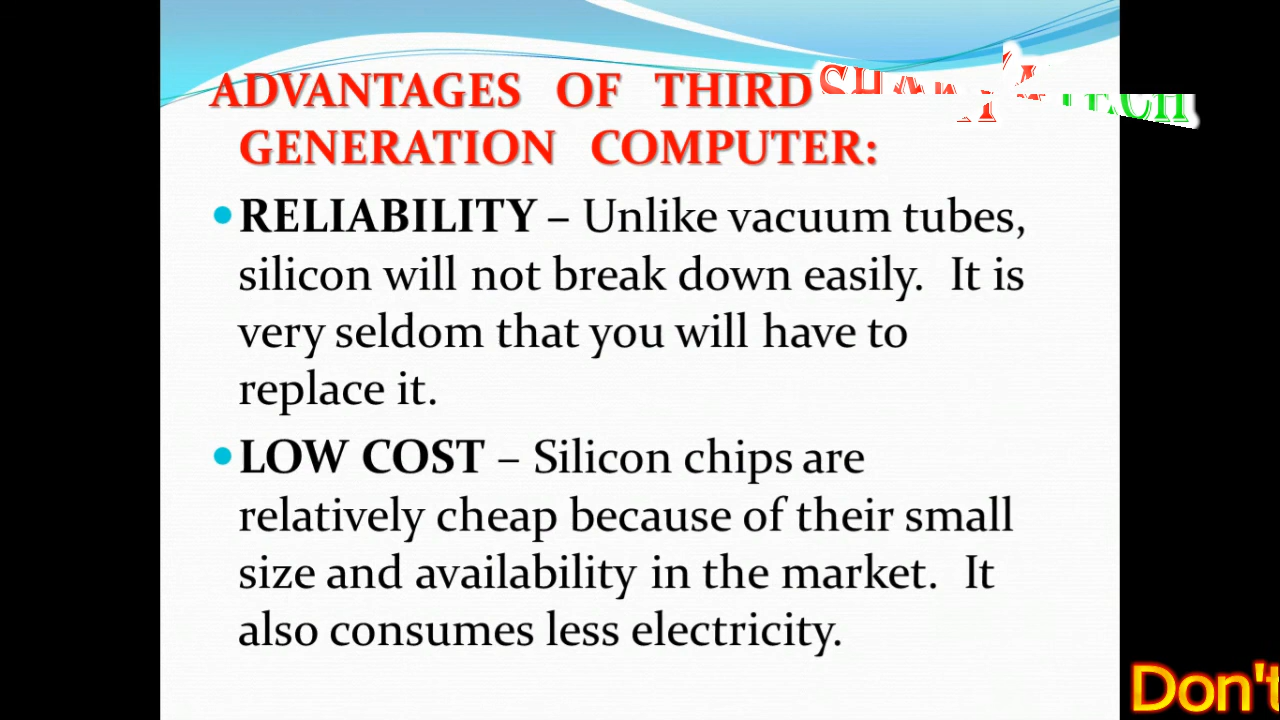 ADVANTAGES OF THIRD
GENERATION COMPUTER:
RELIABILITY – Unlike vacuum tubes,
silicon will not break down easily. It is
very seldom that you will have to
replace it.
LOW COST – Silicon chips are
relatively cheap because of their small
size and availability in the market. It
also consumes less electricity.
Don't